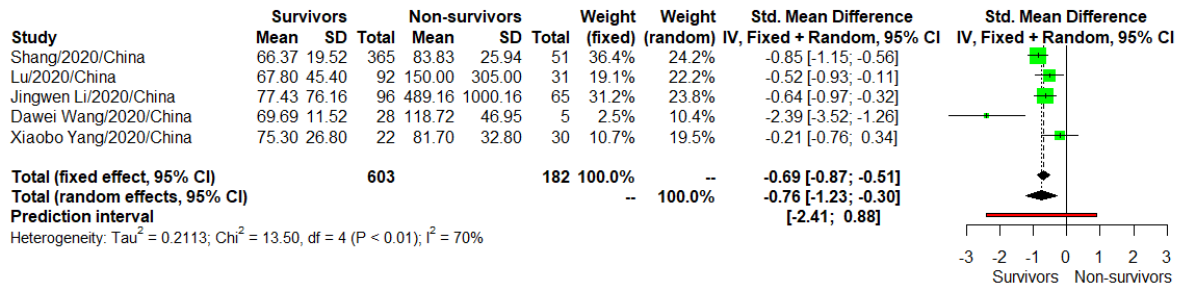 Survivors Non-survivors Weight Weight Std. Mean Difference Std. Mean Difference
Study Mean SD Total Mean SD Total (fixed) (random) IV, Fixed + Random, 95% CI IV, Fixed + Random, 95% CI
Shang/2020/China 66.37 19.52 365 83.83 25.94 51 36.4% 24.2% -0.85 [-1.15; -0.56]
Lu/2020/China 67.80 45.40 92 150.00 305.00 31 19.1% 22.2% -0.52 [-0.93; -0.11]
Jingwen Li/2020/China 77.43 76.16 96 489.16 1000.16 65 31.2% 23.8% -0.64 [-0.97; -0.32]
Dawei Wang/2020/China 69.69 11.52 28 118.72 46.95 5 2.5% 10.4% -2.39 [-3.52; -1.26]
Xiaobo Yang/2020/China 75.30 26.80 22 81.70 32.80 30 10.7% 19.5% -0.21 [-0.76; 0.34]
Total (fixed effect, 95% CI) 603 182 100.0% -- -0.69 [-0.87; -0.51]
Total (random effects, 95% CI) -- 100.0% -0.76 [-1.23; -0.30]
Prediction interval [-2.41; 0.88]
Heterogeneity: Tau² = 0.2113; Chi² = 13.50, df = 4 (P < 0.01); I² = 70%
-3 -2 -1 0 1 2 3
Survivors Non-survivors